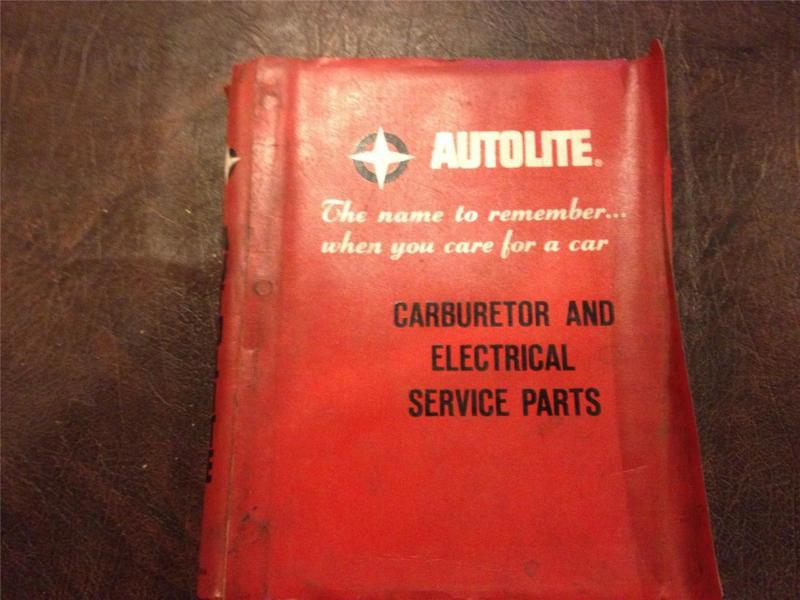 AUTOLITE®
The name to remember...
when you care for a car
CARBURETOR AND
ELECTRICAL
SERVICE PARTS